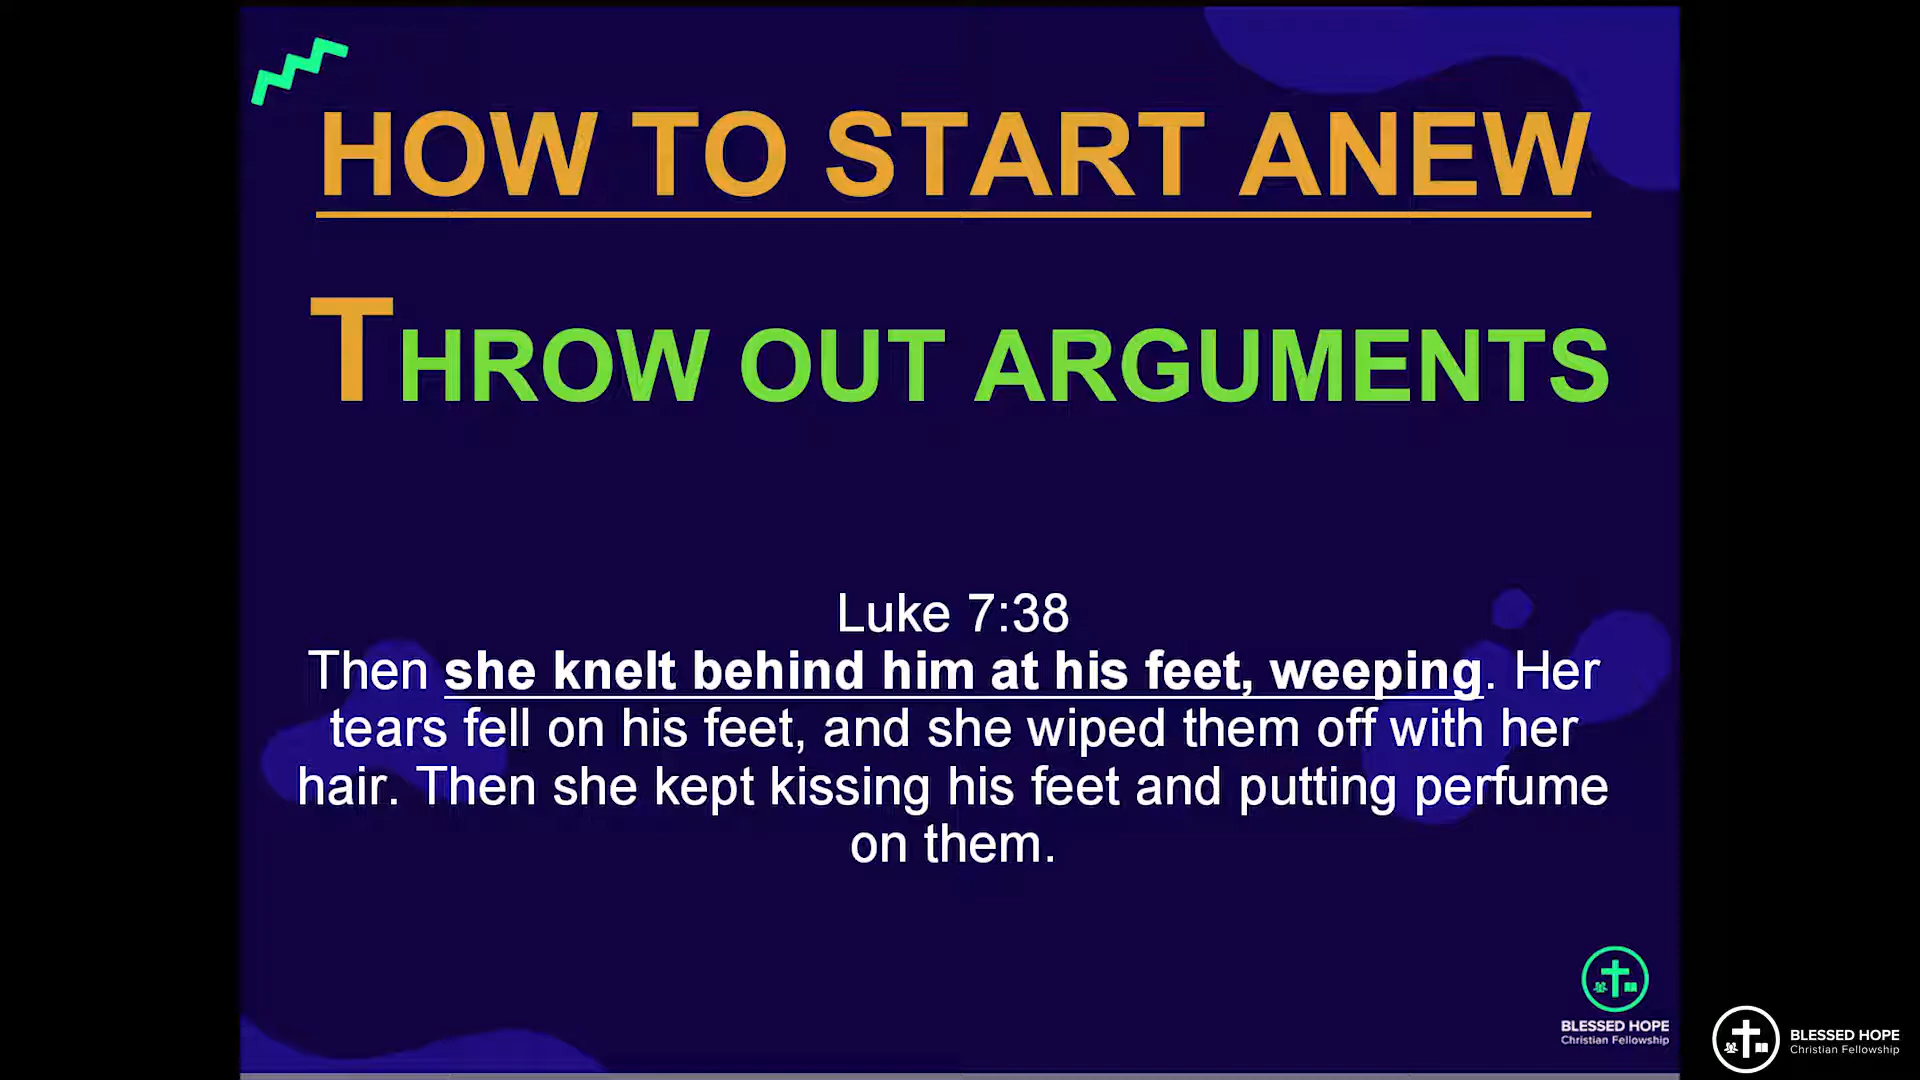 HOW TO START ANEW
THROW OUT ARGUMENTS
Luke 7:38
Then she knelt behind him at his feet, weeping. Her
tears fell on his feet, and she wiped them off with her
hair. Then she kept kissing his feet and putting perfume
on them.
BLESSED HOPE
Christian Fellowship
BLESSED HOPE
Christian Fellowship